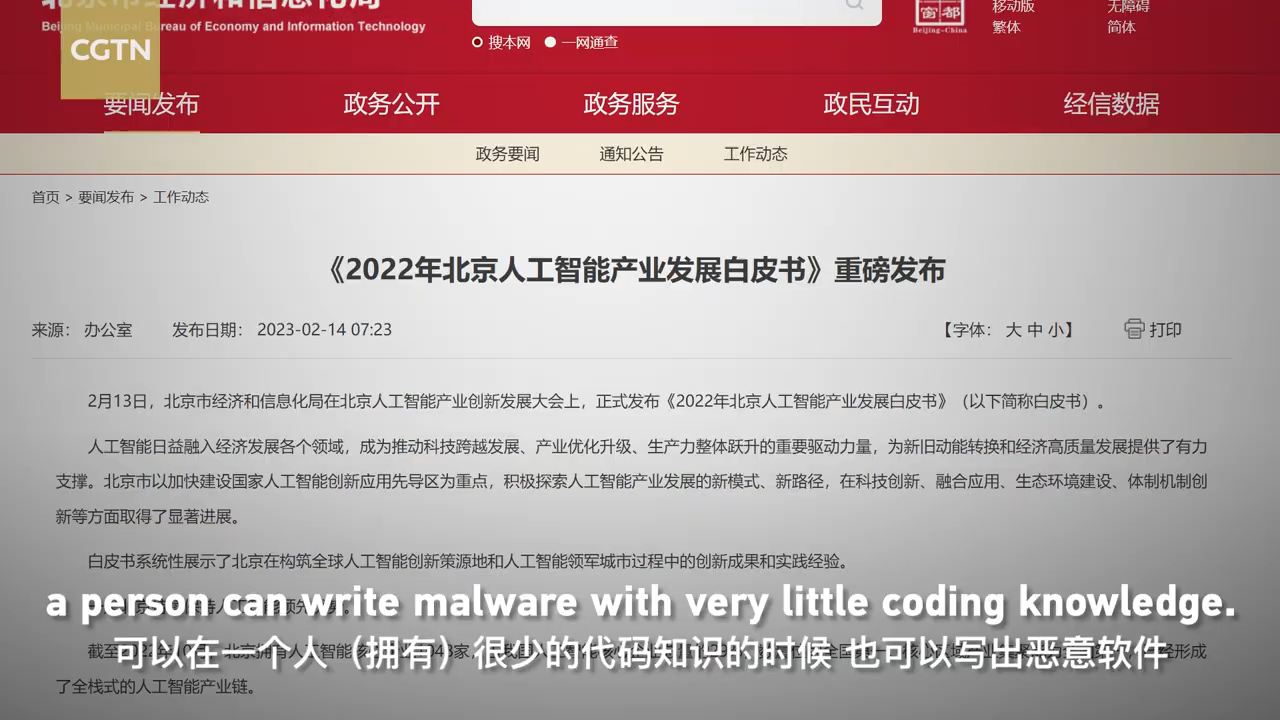 北京市经济和信息化局
Beijing Municipal Bureau of Economy and Information Technology
CGTN
搜本网 一网通查
Beijing-China
移动版 无障碍
繁体 简体
要闻发布 政务公开 政务服务 政民互动 经信数据
政务要闻 通知公告 工作动态
首页 > 要闻发布 > 工作动态
《2022年北京人工智能产业发展白皮书》重磅发布
来源： 办公室 发布日期： 2023-02-14 07:23 【字体： 大 中 小】 打印
2月13日，北京市经济和信息化局在北京人工智能产业创新发展大会上，正式发布《2022年北京人工智能产业发展白皮书》（以下简称白皮书）。
人工智能日益融入经济发展各个领域，成为推动科技跨越发展、产业优化升级、生产力整体跃升的重要驱动力量，为新旧动能转换和经济高质量发展提供了有力
支撑。北京市以加快建设国家人工智能创新应用先导区为重点，积极探索人工智能产业发展的新模式、新路径，在科技创新、融合应用、生态环境建设、体制机制创
新等方面取得了显著进展。
白皮书系统性展示了北京在构筑全球人工智能创新策源地和人工智能领军城市过程中的创新成果和实践经验。
a person can write malware with very little coding knowledge.
可以在一个人（拥有）很少的代码知识的时候 也可以写出恶意软件
了全栈式的人工智能产业链。